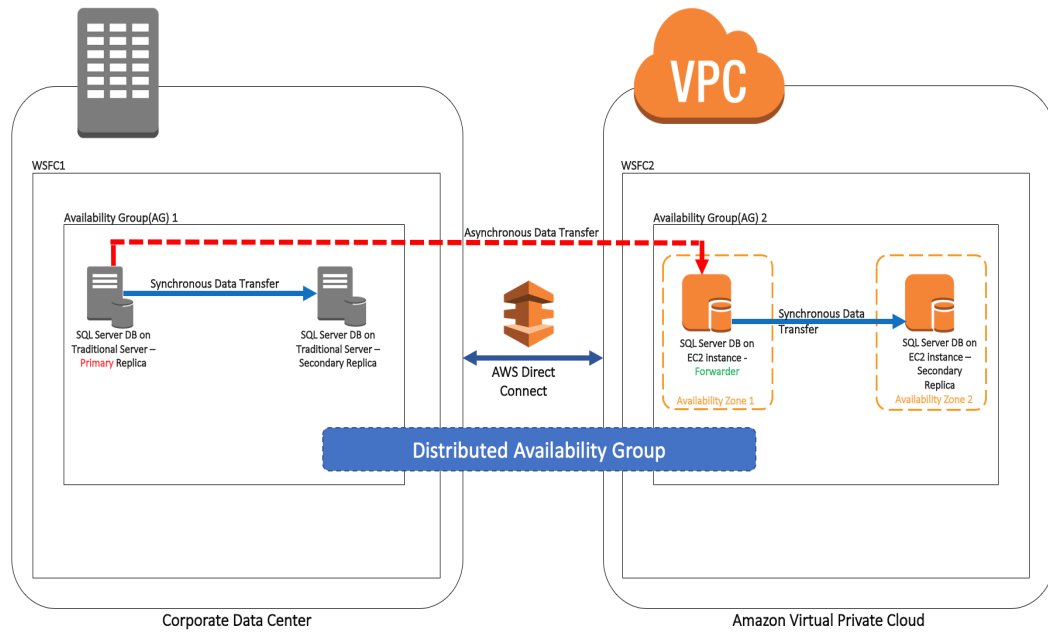 VPC
WSFC1
WSFC2
Availability Group(AG) 1
Availability Group(AG) 2
Asynchronous Data Transfer
Synchronous Data Transfer
SQL Server DB on
Traditional Server –
Primary Replica
SQL Server DB on
Traditional Server –
Secondary Replica
AWS Direct
Connect
Synchronous Data
Transfer
SQL Server DB on
EC2 instance -
Forwarder
Availability Zone 1
SQL Server DB on
EC2 instance –
Secondary
Replica
Availability Zone 2
Distributed Availability Group
Corporate Data Center
Amazon Virtual Private Cloud